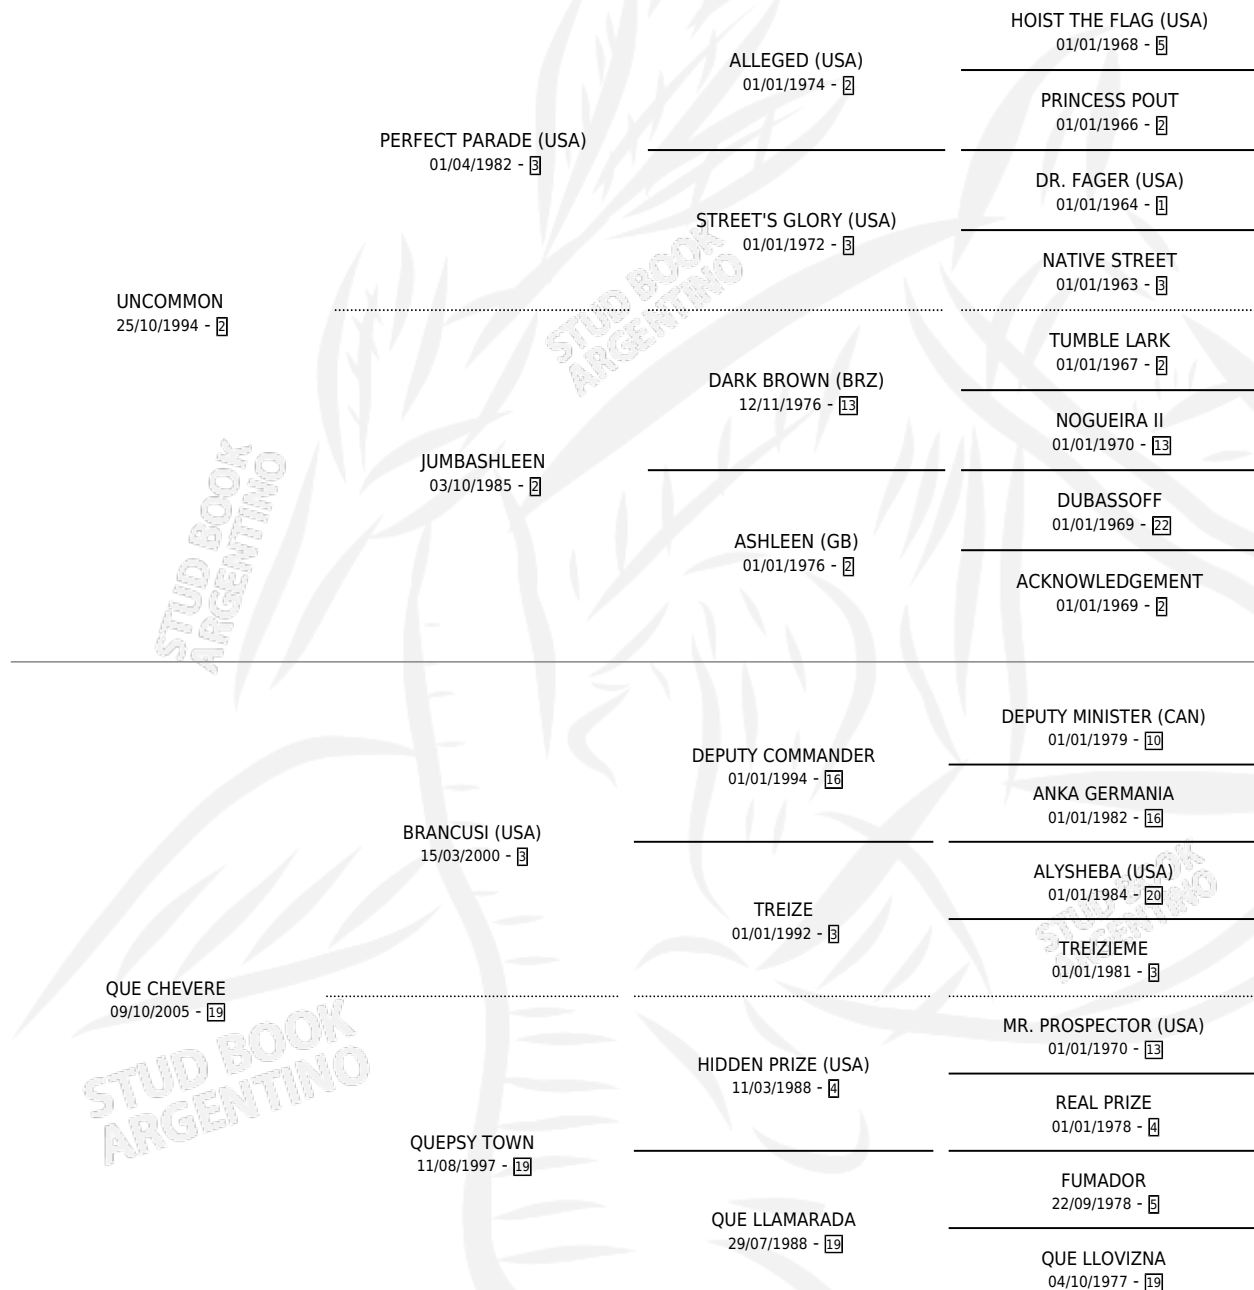 HOIST THE FLAG (USA)
01/01/1968 - 5
ALLEGED (USA)
01/01/1974 - 2
PRINCESS POUT
01/01/1966 - 2
PERFECT PARADE (USA)
01/04/1982 - 3
DR. FAGER (USA)
01/01/1964 - 1
STREET'S GLORY (USA)
01/01/1972 - 3
NATIVE STREET
01/01/1963 - 3
UNCOMMON
25/10/1994 - 2
STUD BOOK
ARGENTINO
TUMBLE LARK
01/01/1967 - 2
DARK BROWN (BRZ)
12/11/1976 - 13
NOGUEIRA II
01/01/1970 - 13
JUMBASHLEEN
03/10/1985 - 2
DUBASSOFF
01/01/1969 - 22
ASHLEEN (GB)
01/01/1976 - 2
ACKNOWLEDGEMENT
01/01/1969 - 2
STUD BOOK
ARGENTINO
DEPUTY MINISTER (CAN)
01/01/1979 - 10
DEPUTY COMMANDER
01/01/1994 - 16
ANKA GERMANIA
01/01/1982 - 16
BRANCUSI (USA)
15/03/2000 - 3
ALYSHEBA (USA)
01/01/1984 - 20
TREIZE
01/01/1992 - 3
TREIZIEME
01/01/1981 - 3
STUD BOOK
ARGENTINO
QUE CHEVERE
09/10/2005 - 19
MR. PROSPECTOR (USA)
01/01/1970 - 13
HIDDEN PRIZE (USA)
11/03/1988 - 4
REAL PRIZE
01/01/1978 - 4
STUD BOOK
ARGENTINO
QUEPSY TOWN
11/08/1997 - 19
FUMADOR
22/09/1978 - 5
QUE LLAMARADA
29/07/1988 - 19
QUE LLOVIZNA
04/10/1977 - 19